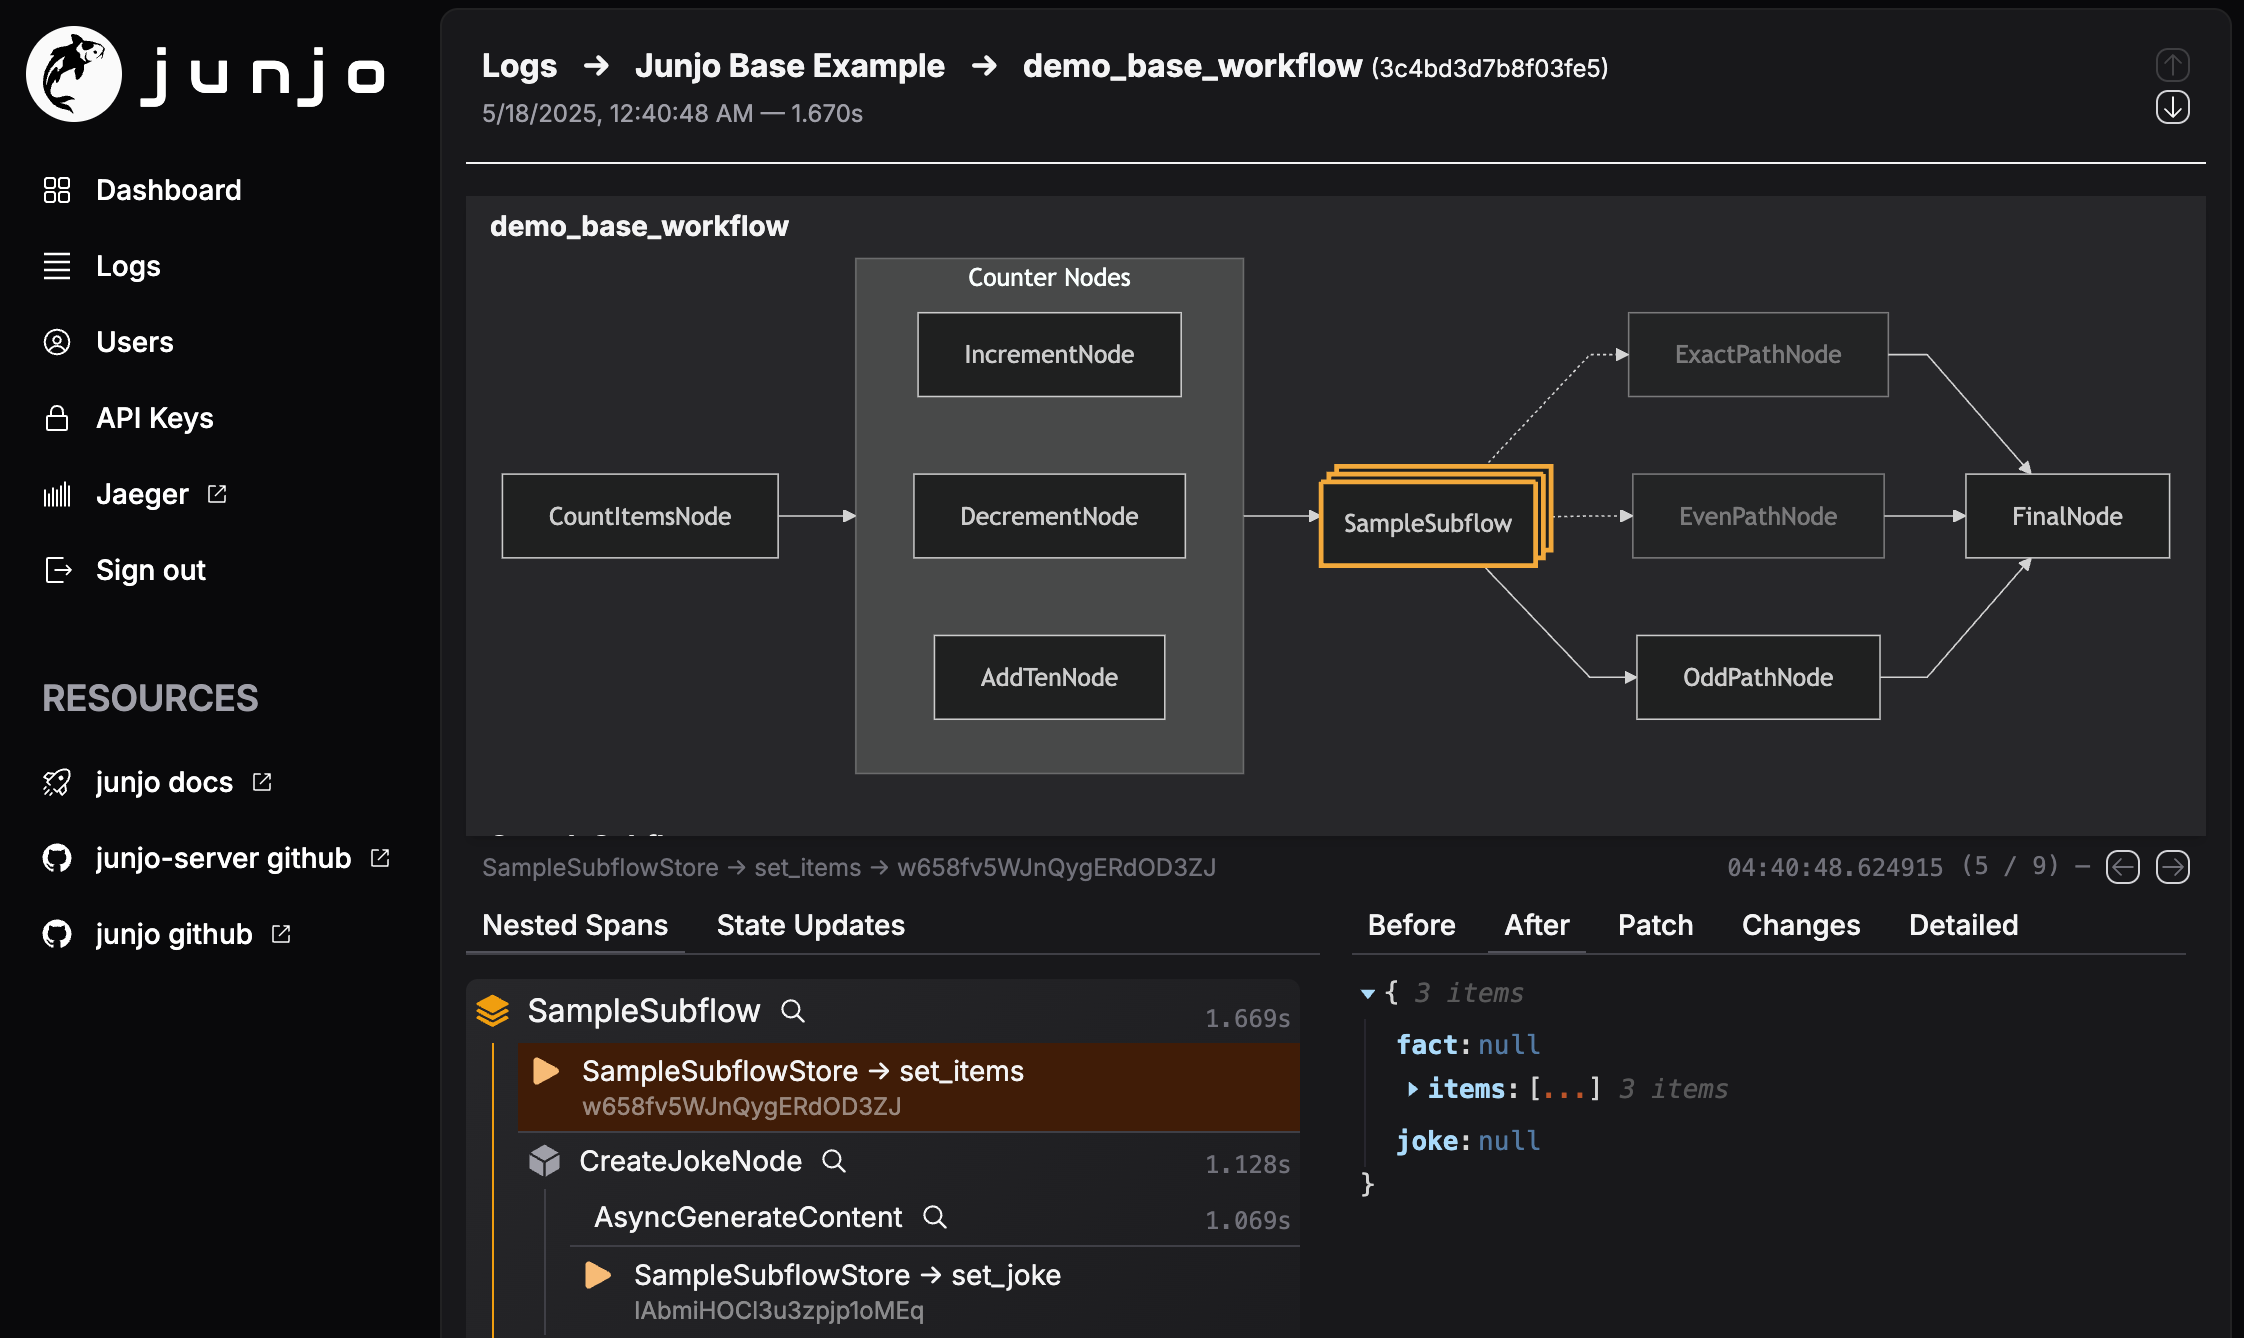 junjo
Dashboard
Logs
Users
API Keys
Jaeger
Sign out
RESOURCES
junjo docs
junjo-server github
junjo github
Logs → Junjo Base Example → demo_base_workflow (3c4bd3d7b8f03fe5)
5/18/2025, 12:40:48 AM — 1.670s
demo_base_workflow
Counter Nodes
IncrementNode
ExactPathNode
CountItemsNode
DecrementNode
SampleSubflow
EvenPathNode
FinalNode
AddTenNode
OddPathNode
SampleSubflowStore → set_items → w658fv5WJnQygERdOD3ZJ
04:40:48.624915 (5 / 9) –
Nested Spans State Updates
SampleSubflow 1.669s
SampleSubflowStore → set_items
w658fv5WJnQygERdOD3ZJ
CreateJokeNode 1.128s
AsyncGenerateContent 1.069s
SampleSubflowStore → set_joke
lAbmiHOCl3u3zpjp1oMEq
Before After Patch Changes Detailed
{ 3 items
fact: null
items: [...] 3 items
joke: null
}